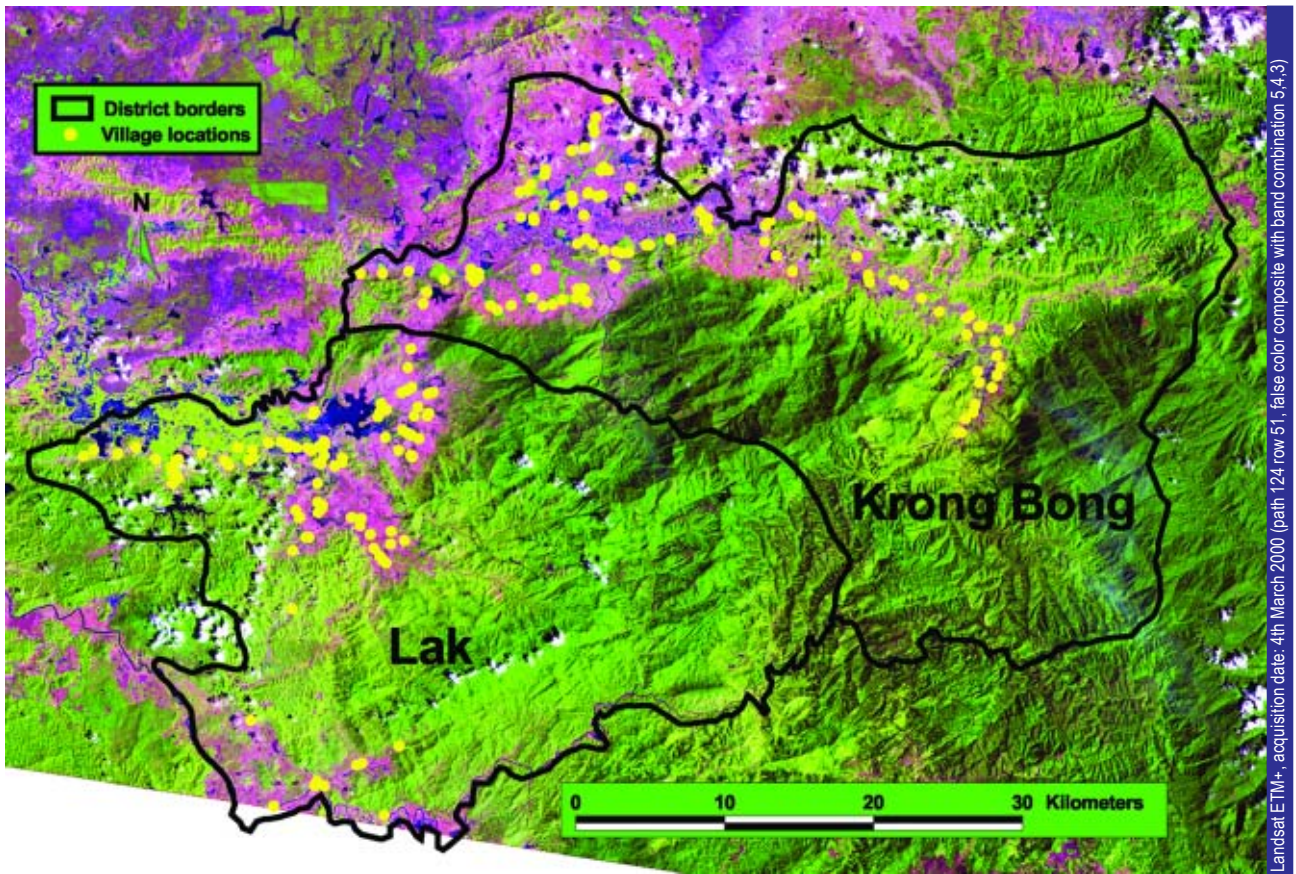 District borders
Village locations
N
Krong Bong
Lak
0 10 20 30 Kilometers
Landsat ETM+, acquisition date: 4th March 2000 (path 124 row 51, false color composite with band combination 5,4,3)